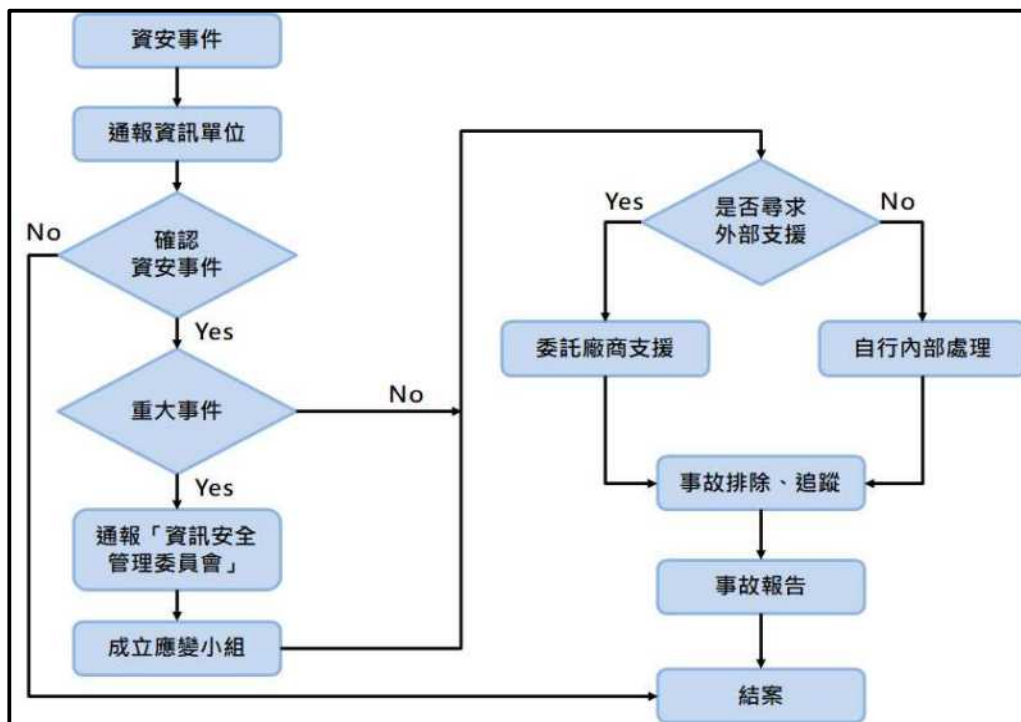 資安事件
通報資訊單位
No
確認
資安事件
Yes
重大事件
No
Yes
通報「資訊安全
管理委員會」
成立應變小組
Yes
是否尋求
外部支援
No
委託廠商支援
自行內部處理
事故排除、追蹤
事故報告
結案